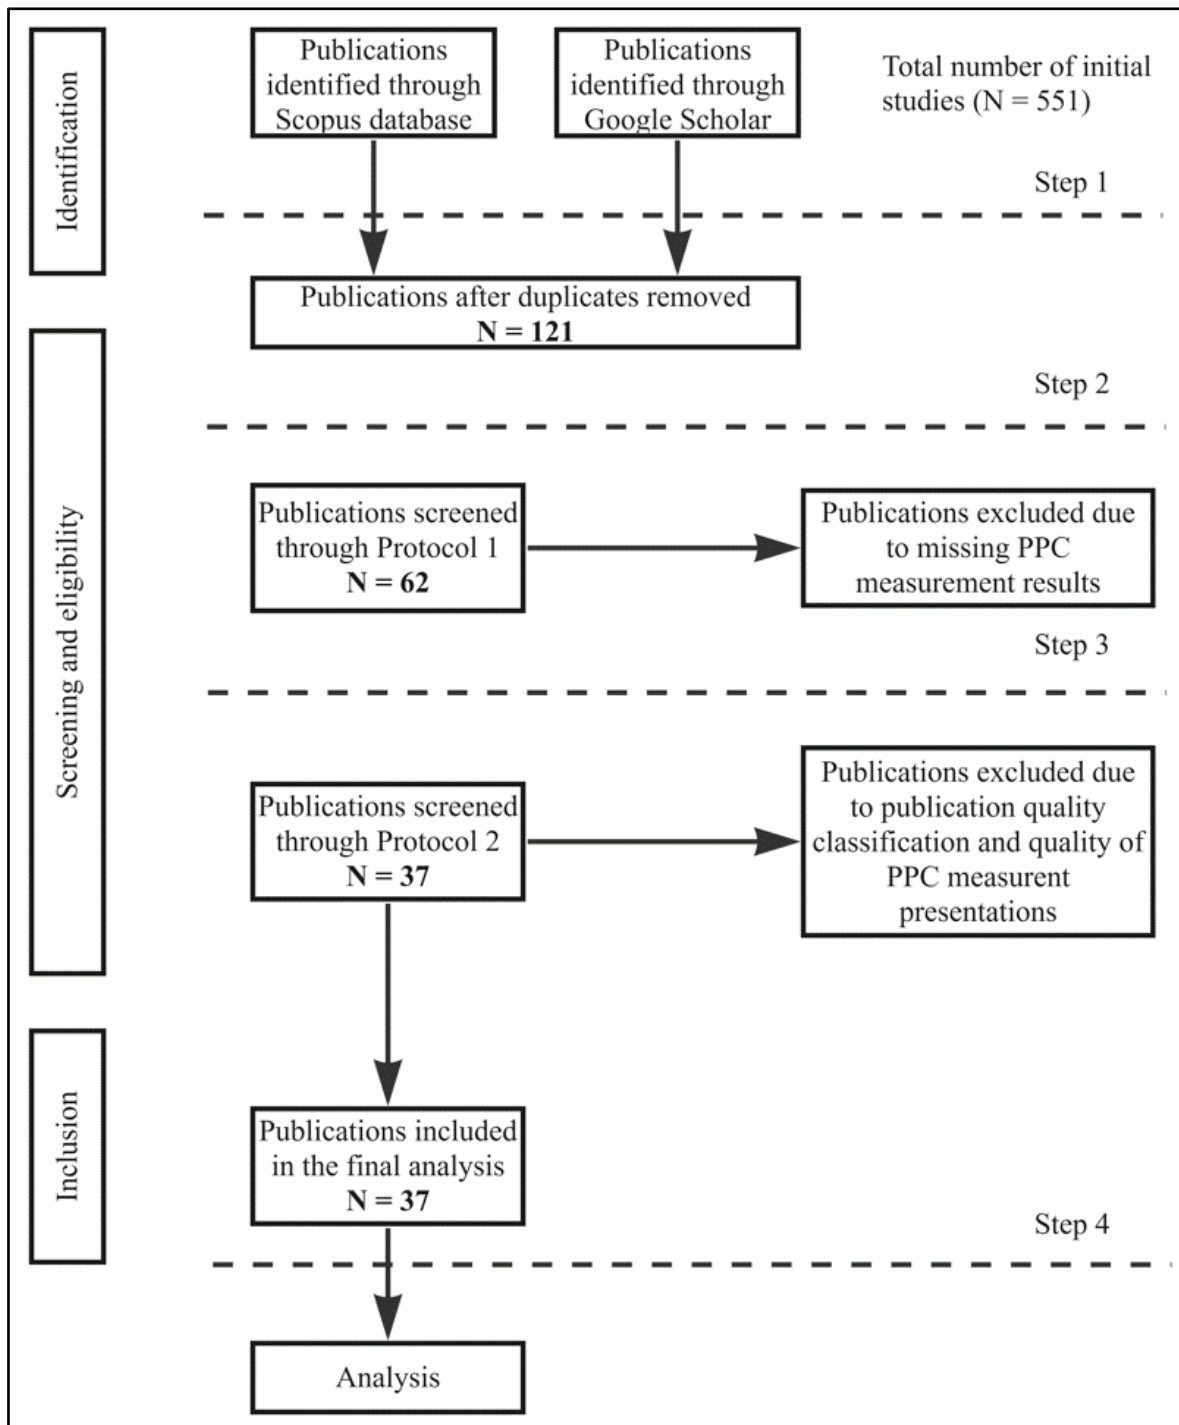 Identification
Publications
identified through
Scopus database
Publications
identified through
Google Scholar
Total number of initial
studies (N = 551)
Step 1
Publications after duplicates removed
N = 121
Step 2
Screening and eligibility
Publications screened
through Protocol 1
N = 62
Publications excluded due
to missing PPC
measurement results
Step 3
Publications screened
through Protocol 2
N = 37
Publications excluded due
to publication quality
classification and quality of
PPC measurent
presentations
Inclusion
Publications included
in the final analysis
N = 37
Step 4
Analysis